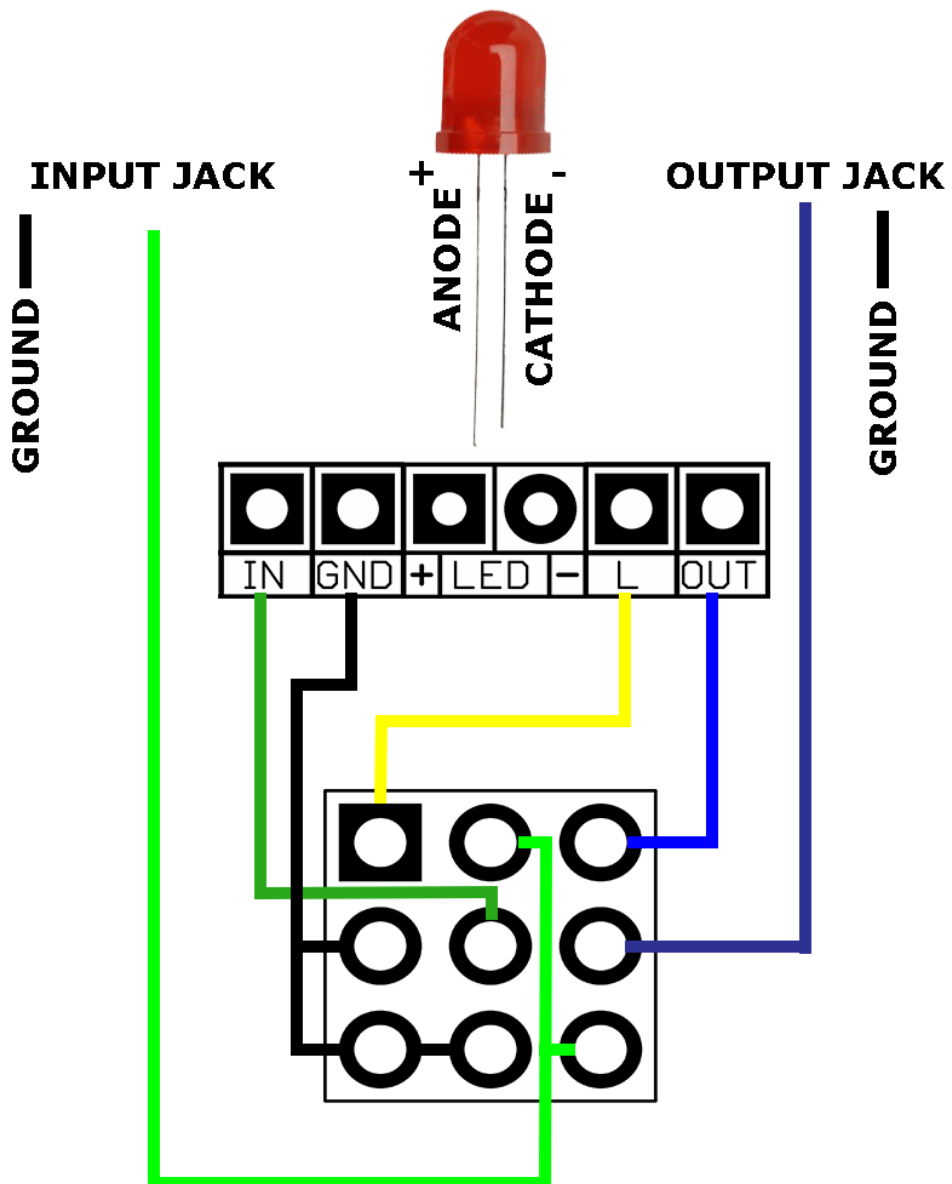 INPUT JACK
+
-
OUTPUT JACK
ANODE
CATHODE
GROUND
GROUND
IN
GND
+
LED
-
L
OUT